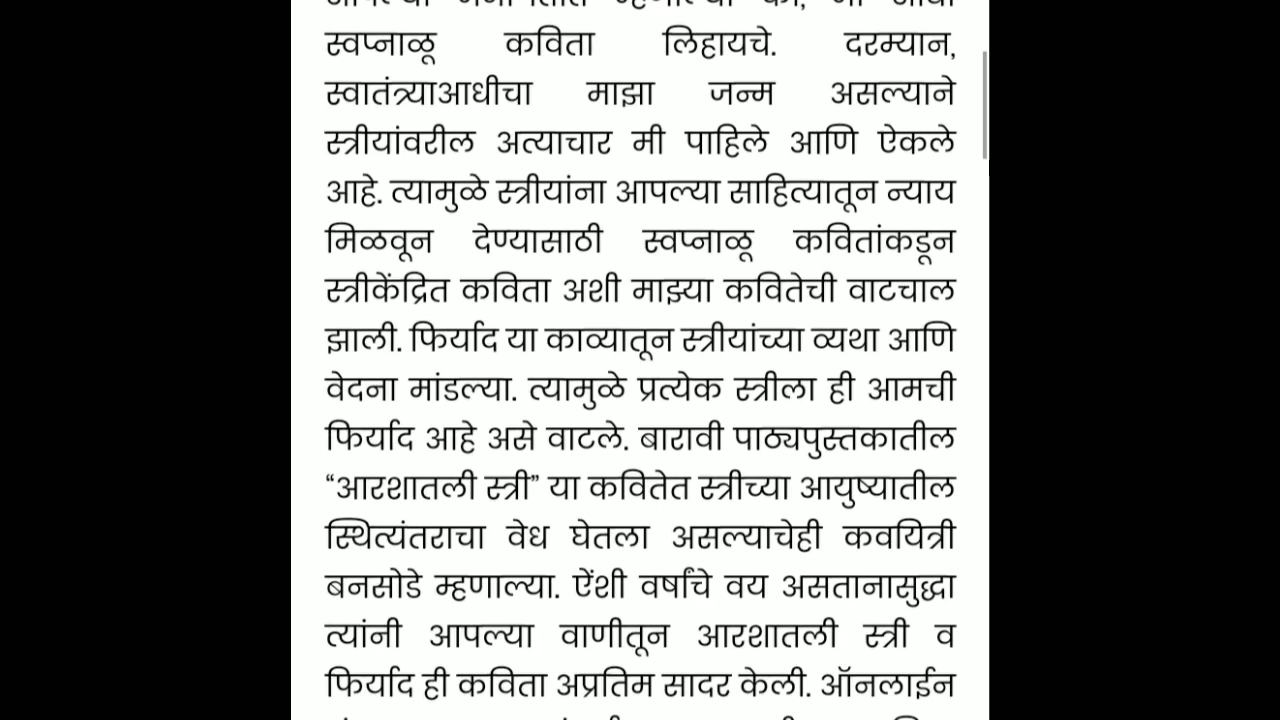 स्वप्नाळू कविता लिहायचे. दरम्यान,
स्वातंत्र्याआधीचा माझा जन्म असल्याने
स्त्रीयांवरील अत्याचार मी पाहिले आणि ऐकले
आहे. त्यामुळे स्त्रीयांना आपल्या साहित्यातून न्याय
मिळवून देण्यासाठी स्वप्नाळू कवितांकडून
स्त्रीकेंद्रित कविता अशी माझ्या कवितेची वाटचाल
झाली. फिर्याद या काव्यातून स्त्रीयांच्या व्यथा आणि
वेदना मांडल्या. त्यामुळे प्रत्येक स्त्रीला ही आमची
फिर्याद आहे असे वाटले. बारावी पाठ्यपुस्तकातील
“आरशातली स्त्री” या कवितेत स्त्रीच्या आयुष्यातील
स्थित्यंतराचा वेध घेतला असल्याचेही कवयित्री
बनसोडे म्हणाल्या. ऐंशी वर्षांचे वय असतानासुद्धा
त्यांनी आपल्या वाणीतून आरशातली स्त्री व
फिर्याद ही कविता अप्रतिम सादर केली. ऑनलाईन